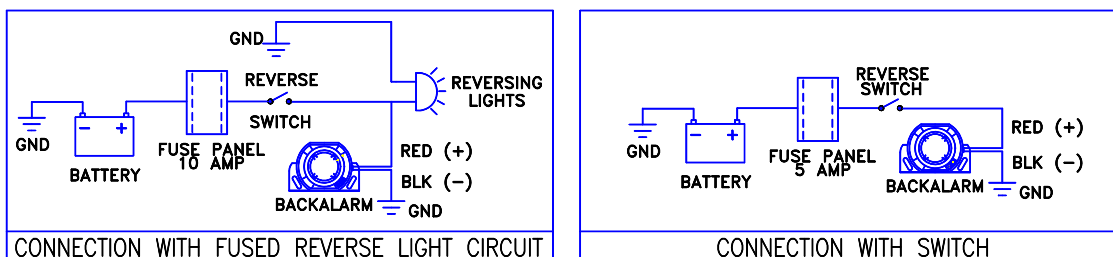 GND
REVERSE
SWITCH
REVERSING
LIGHTS
GND
- +
BATTERY
FUSE PANEL
10 AMP
RED (+)
BLK (-)
BACKALARM
GND
CONNECTION WITH FUSED REVERSE LIGHT CIRCUIT
REVERSE
SWITCH
GND
- +
BATTERY
FUSE PANEL
5 AMP
RED (+)
BLK (-)
BACKALARM
GND
CONNECTION WITH SWITCH